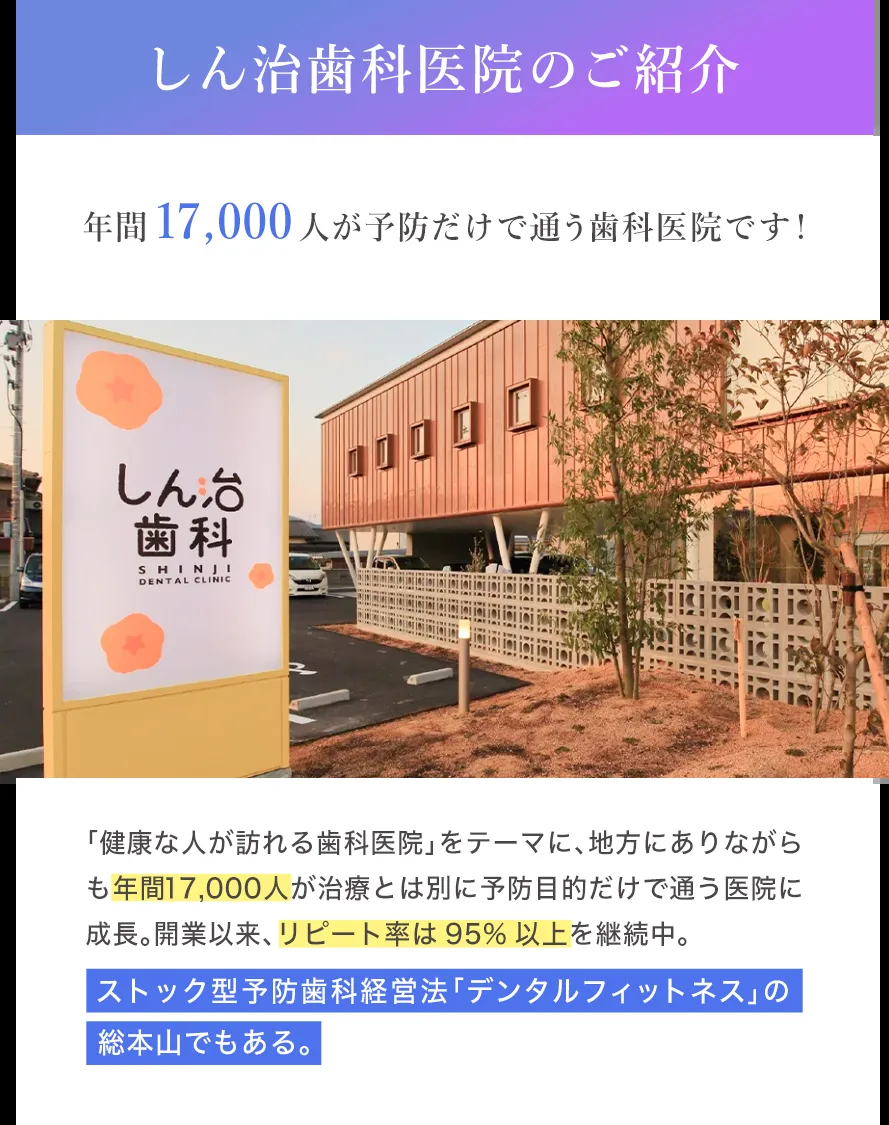 しん治歯科医院のご紹介
年間17,000人が予防だけで通う歯科医院です!
しん治
歯科
SHINJI
DENTAL CLINIC
「健康な人が訪れる歯科医院」をテーマに、地方にありながら
も年間17,000人が治療とは別に予防目的だけで通う医院に
成長。開業以来、リピート率は 95% 以上を継続中。
ストック型予防歯科経営法「デンタルフィットネス」の
総本山でもある。